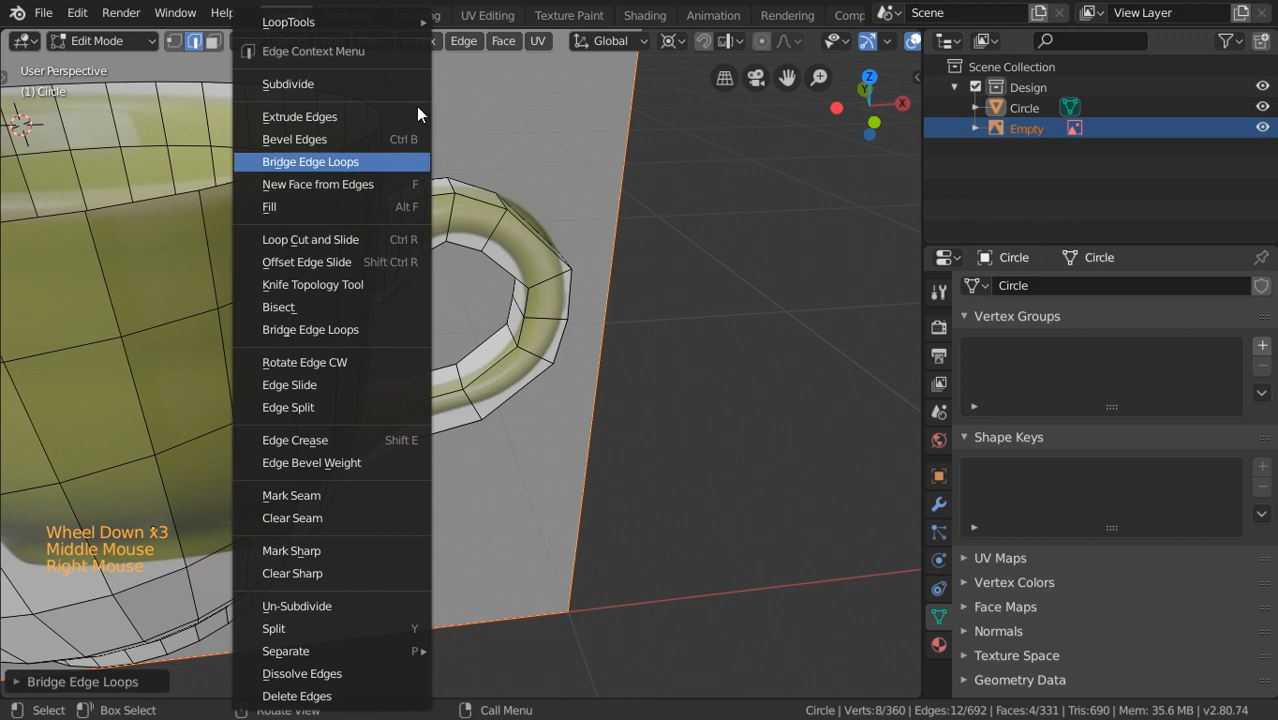 File Edit Render Window UV Editing Texture Paint Shading Animation Rendering Comp Scene View Layer
Edit Mode Edge Face UV Global
User Perspective
(1) Circle
LoopTools
Edge Context Menu
Subdivide
Extrude Edges
Bevel Edges Ctrl B
Bridge Edge Loops
New Face from Edges F
Fill Alt F
Loop Cut and Slide Ctrl R
Offset Edge Slide Shift Ctrl R
Knife Topology Tool
Bisect
Bridge Edge Loops
Rotate Edge CW
Edge Slide
Edge Split
Edge Crease Shift E
Edge Bevel Weight
Mark Seam
Clear Seam
Mark Sharp
Clear Sharp
Un-Subdivide
Split Y
Separate P
Dissolve Edges
Delete Edges
Z
Y
X
Wheel Down x3
Middle Mouse
Right Mouse
Bridge Edge Loops
Scene Collection
Design
Circle
Empty
Circle Circle
Circle
Vertex Groups
Shape Keys
UV Maps
Vertex Colors
Face Maps
Normals
Texture Space
Geometry Data
Select Box Select Rotate View Call Menu Circle | Verts:8/360 | Edges:12/692 | Faces:4/331 | Tris:690 | Mem: 35.6 MB | v2.80.74